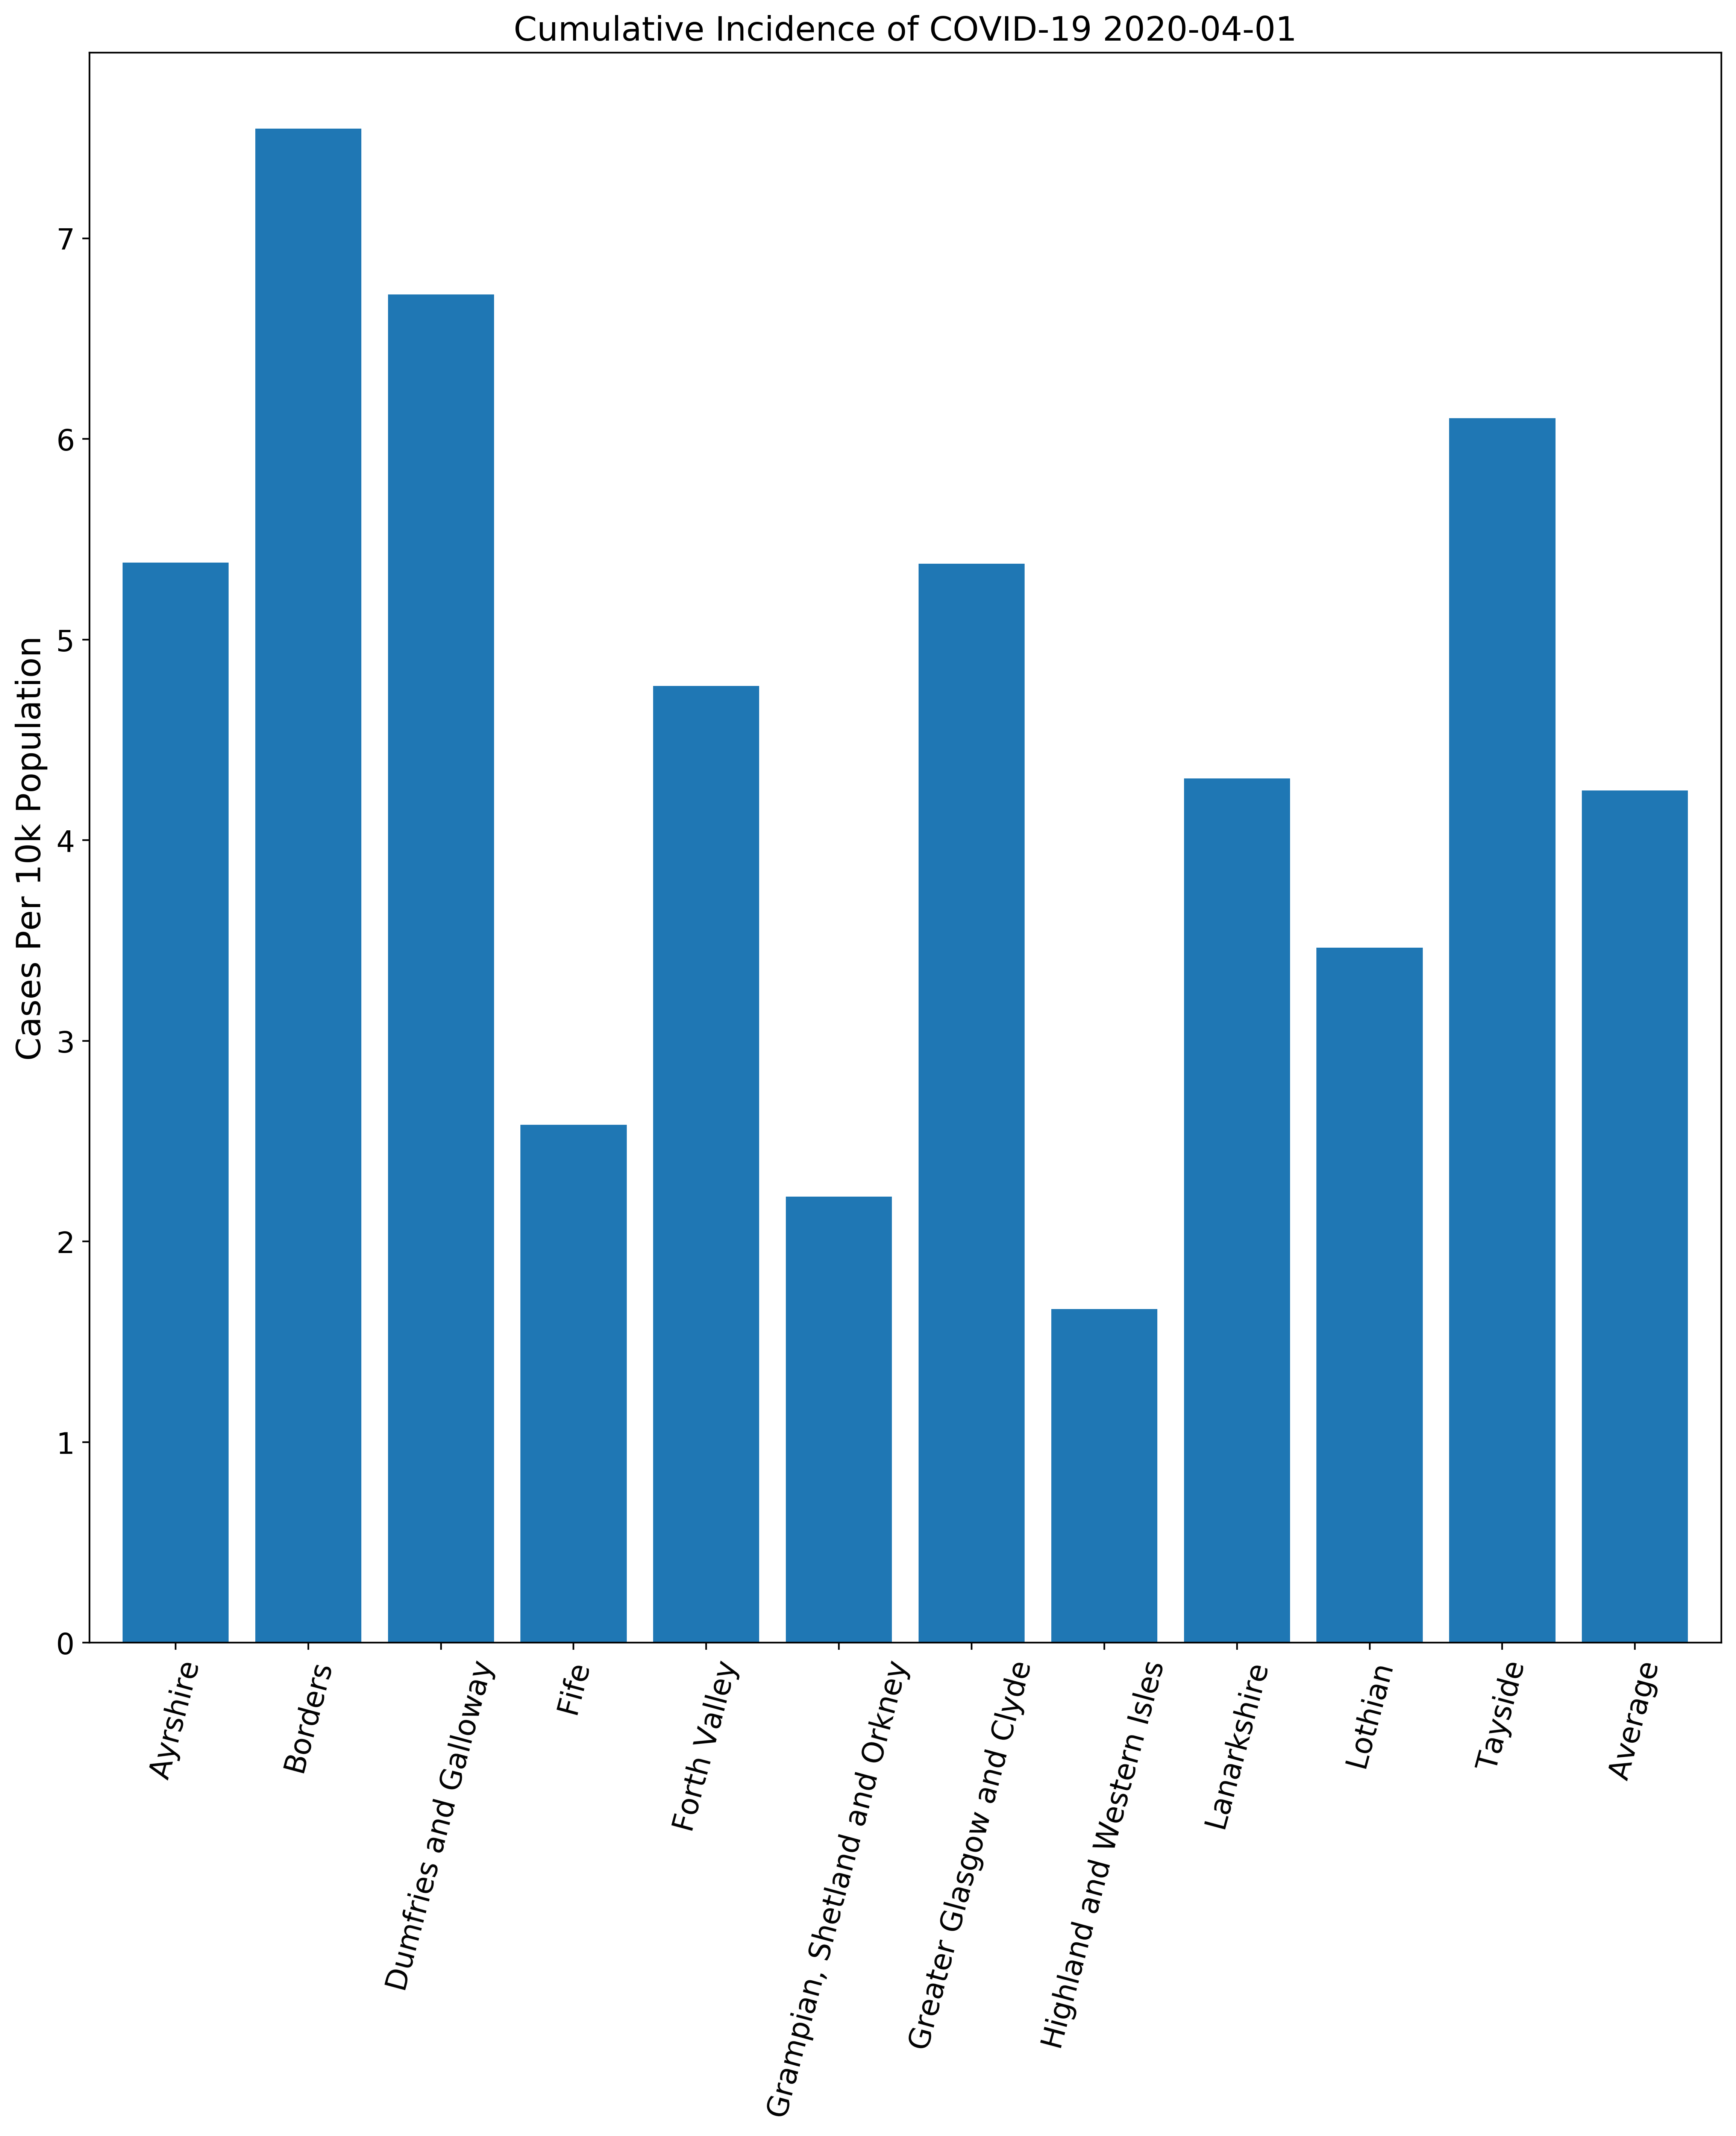 Cumulative Incidence of COVID-19 2020-04-01
Cases Per 10k Population
7
6
5
4
3
2
1
0
Ayrshire
Borders
Dumfries and Galloway
Fife
Forth Valley
Grampian, Shetland and Orkney
Greater Glasgow and Clyde
Highland and Western Isles
Lanarkshire
Lothian
Tayside
Average